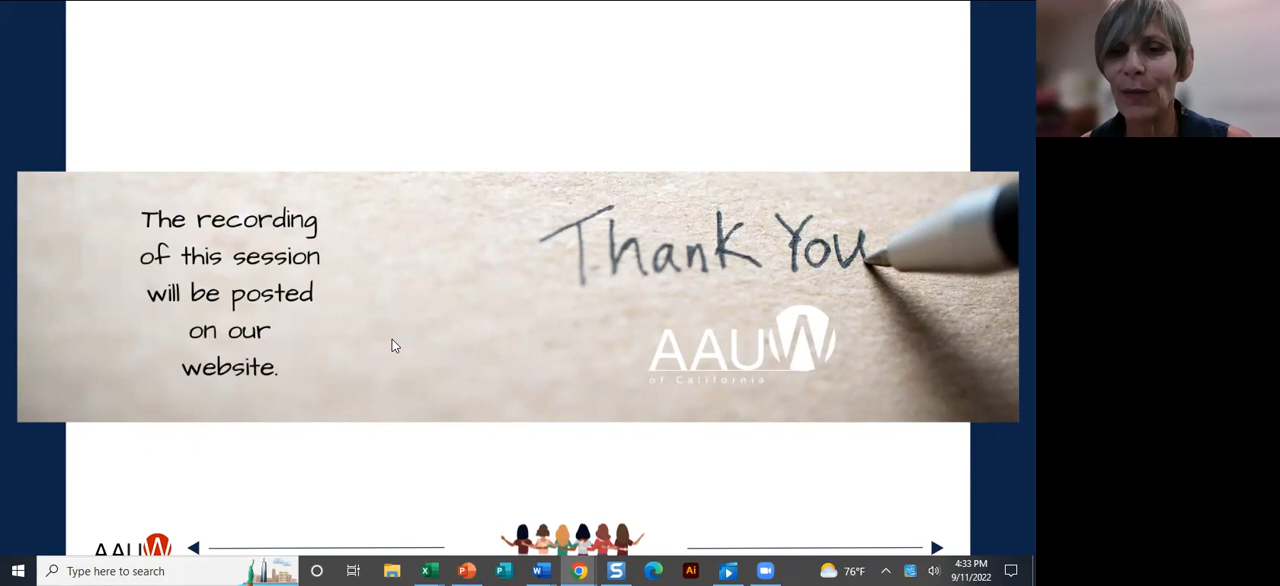 The recording
of this session
will be posted
on our
website.
Thank You
AAUW
of California
AAUW
Type here to search
76°F
4:33 PM
9/11/2022